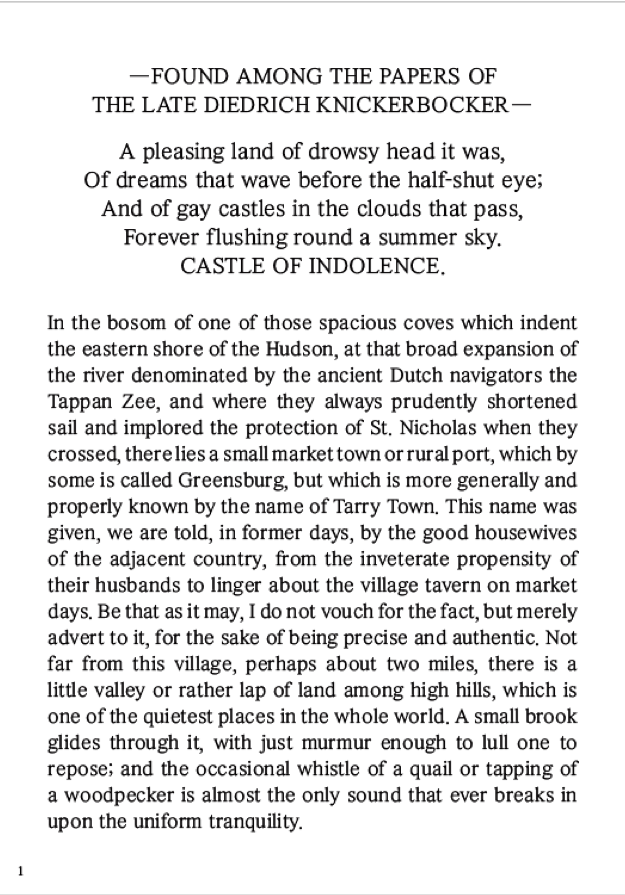 —FOUND AMONG THE PAPERS OF
THE LATE DIEDRICH KNICKERBOCKER—
A pleasing land of drowsy head it was,
Of dreams that wave before the half-shut eye;
And of gay castles in the clouds that pass,
Forever flushing round a summer sky.
CASTLE OF INDOLENCE.
In the bosom of one of those spacious coves which indent
the eastern shore of the Hudson, at that broad expansion of
the river denominated by the ancient Dutch navigators the
Tappan Zee, and where they always prudently shortened
sail and implored the protection of St. Nicholas when they
crossed, there lies a small market town or rural port, which by
some is called Greensburg, but which is more generally and
properly known by the name of Tarry Town. This name was
given, we are told, in former days, by the good housewives
of the adjacent country, from the inveterate propensity of
their husbands to linger about the village tavern on market
days. Be that as it may, I do not vouch for the fact, but merely
advert to it, for the sake of being precise and authentic. Not
far from this village, perhaps about two miles, there is a
little valley or rather lap of land among high hills, which is
one of the quietest places in the whole world. A small brook
glides through it, with just murmur enough to lull one to
repose; and the occasional whistle of a quail or tapping of
a woodpecker is almost the only sound that ever breaks in
upon the uniform tranquility.
1